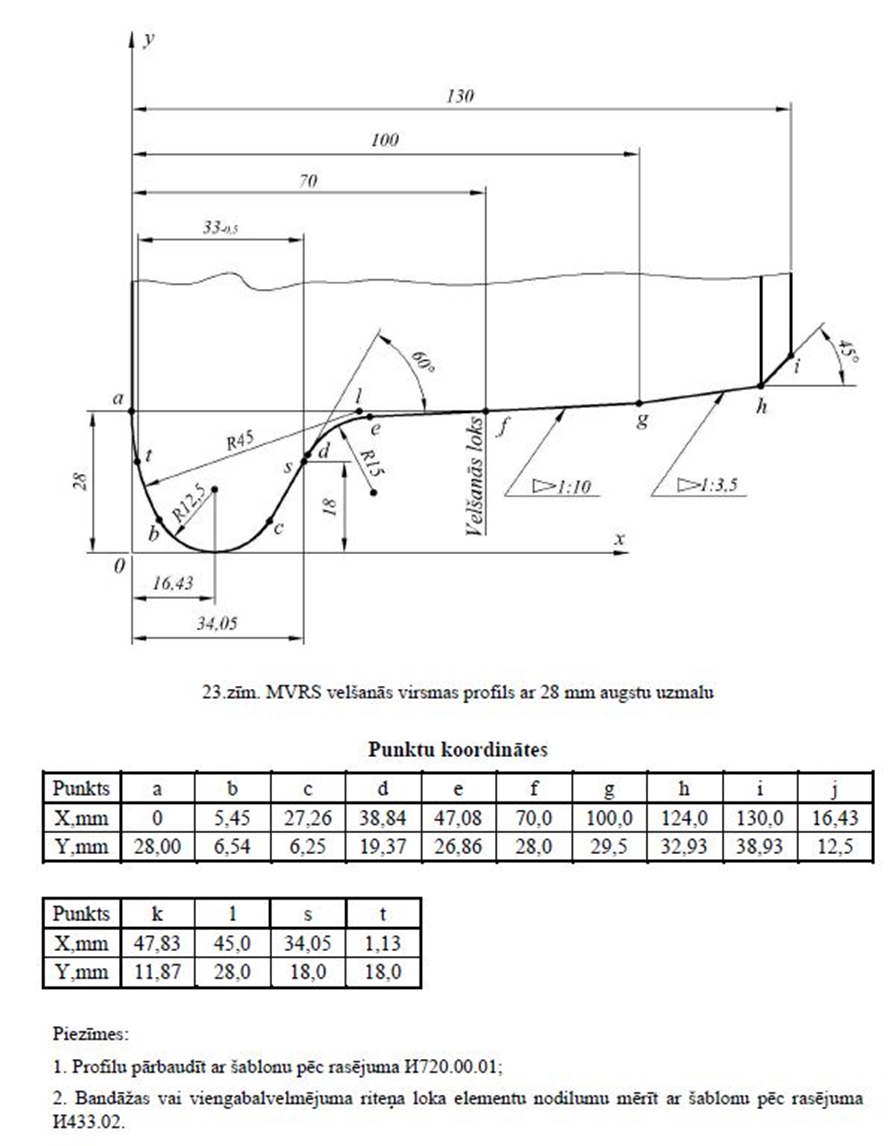 y
130
100
70
33-0,5
60°
45°
a
l
i
e
h
R45
f
g
t
s
d
R15
28
R12,5
18
Velšanās loks
▷1:10
▷1:3,5
b
c
x
0
16,43
34,05
23.zīm. MVRS velšanās virsmas profils ar 28 mm augstu uzmalu
Punktu koordinātes
Punkts a b c d e f g h i j
X,mm 0 5,45 27,26 38,84 47,08 70,0 100,0 124,0 130,0 16,43
Y,mm 28,00 6,54 6,25 19,37 26,86 28,0 29,5 32,93 38,93 12,5
Punkts k l s t
X,mm 47,83 45,0 34,05 1,13
Y,mm 11,87 28,0 18,0 18,0
Piezīmes:
1. Profilu pārbaudīt ar šablonu pēc rasējuma И720.00.01;
2. Bandāžas vai viengabalvelmējuma riteņa loka elementu nodilumu mērīt ar šablonu pēc rasējuma
И433.02.